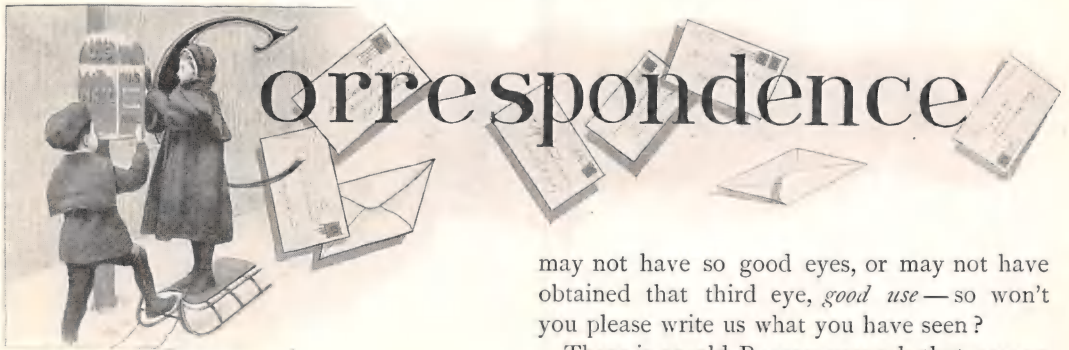 Correspondence
U.S.
U.S.
may not have so good eyes, or may not have
obtained that third eye, good use — so won't
you please write us what you have seen?